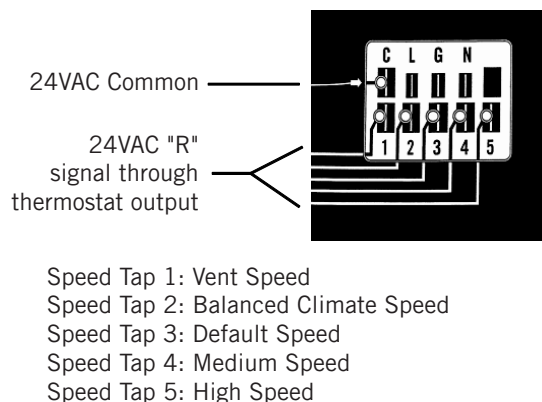 C L G N
24VAC Common
24VAC "R"
signal through
thermostat output
1 2 3 4 5
Speed Tap 1: Vent Speed
Speed Tap 2: Balanced Climate Speed
Speed Tap 3: Default Speed
Speed Tap 4: Medium Speed
Speed Tap 5: High Speed